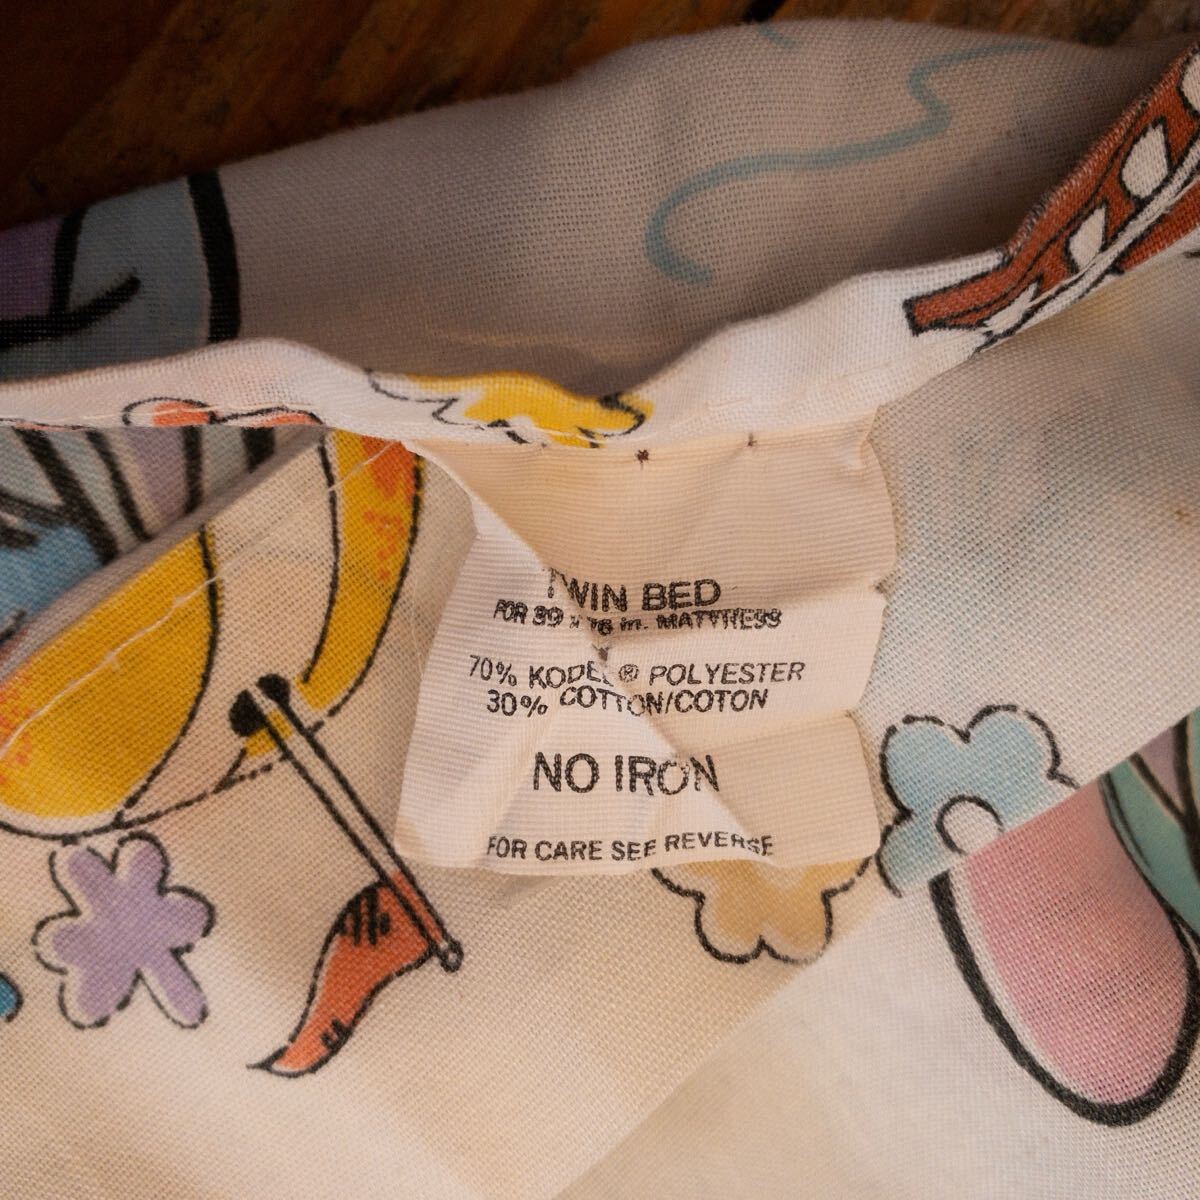 TWIN BED
FOR 39 x 76 in. MATTRESS
70% KODEL® POLYESTER
30% COTTON/COTON
NO IRON
FOR CARE SEE REVERSE